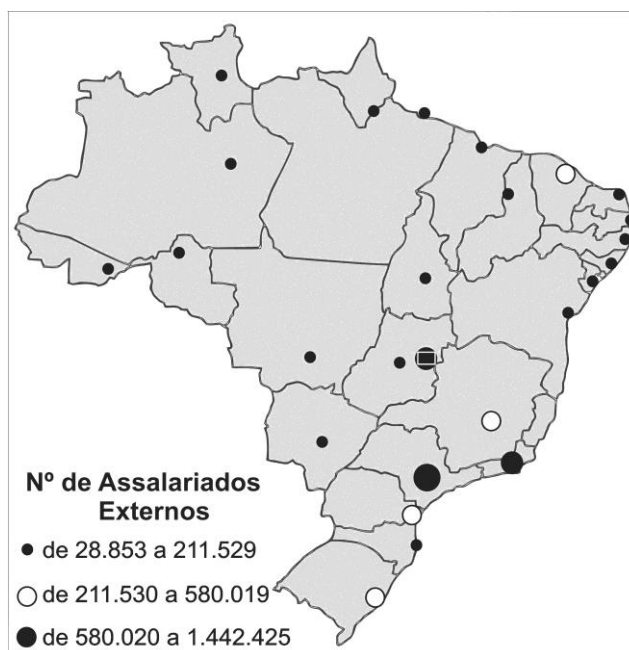 Nº de Assalariados
Externos
de 28.853 a 211.529
de 211.530 a 580.019
de 580.020 a 1.442.425